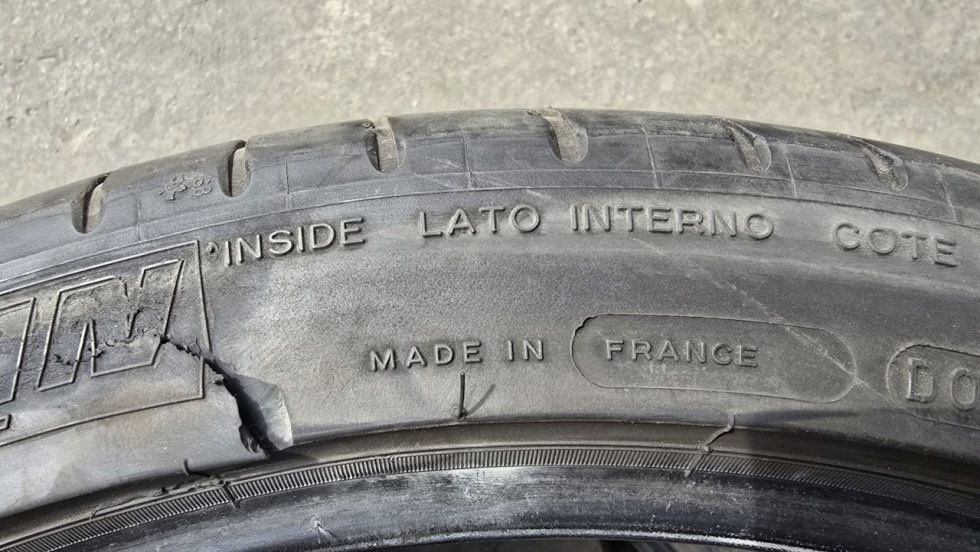 INSIDE LATO INTERNO COTE
MADE IN FRANCE